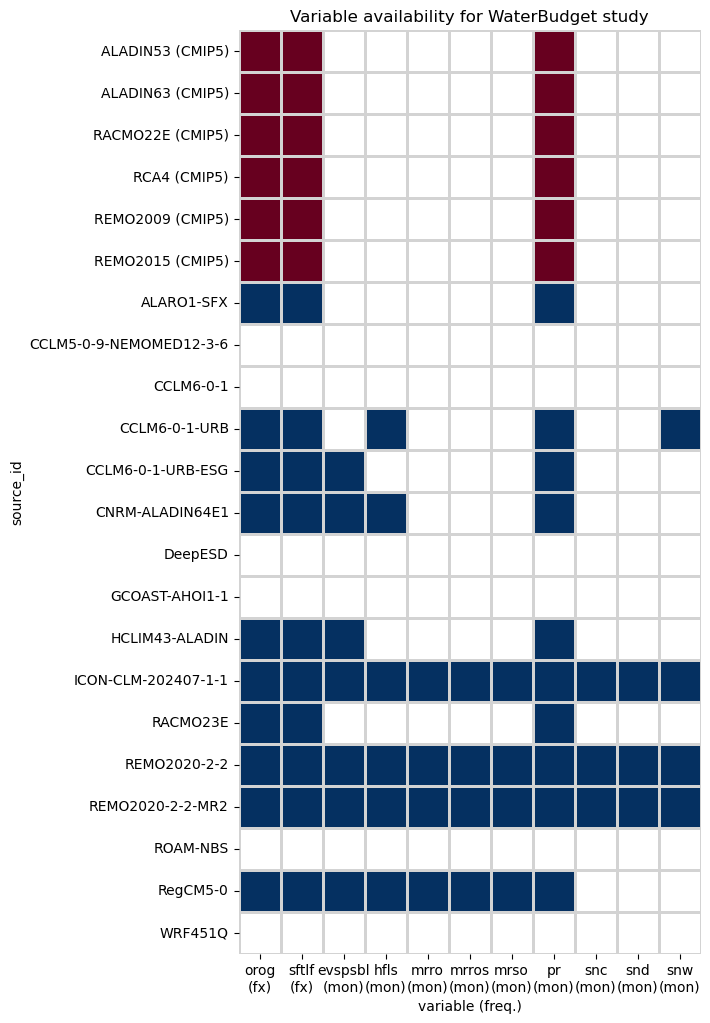 Variable availability for WaterBudget study
ALADIN53 (CMIP5)
ALADIN63 (CMIP5)
RACMO22E (CMIP5)
RCA4 (CMIP5)
REMO2009 (CMIP5)
REMO2015 (CMIP5)
ALARO1-SFX
CCLM5-0-9-NEMOMED12-3-6
CCLM6-0-1
CCLM6-0-1-URB
CCLM6-0-1-URB-ESG
CNRM-ALADIN64E1
DeepESD
GCOAST-AHOI1-1
HCLIM43-ALADIN
ICON-CLM-202407-1-1
RACMO23E
REMO2020-2-2
REMO2020-2-2-MR2
ROAM-NBS
RegCM5-0
WRF451Q
source_id
orog sftlf evspsbl hfls mrro mrros mrso pr snc snd snw
(fx) (fx) (mon) (mon) (mon) (mon) (mon) (mon) (mon) (mon) (mon)
variable (freq.)